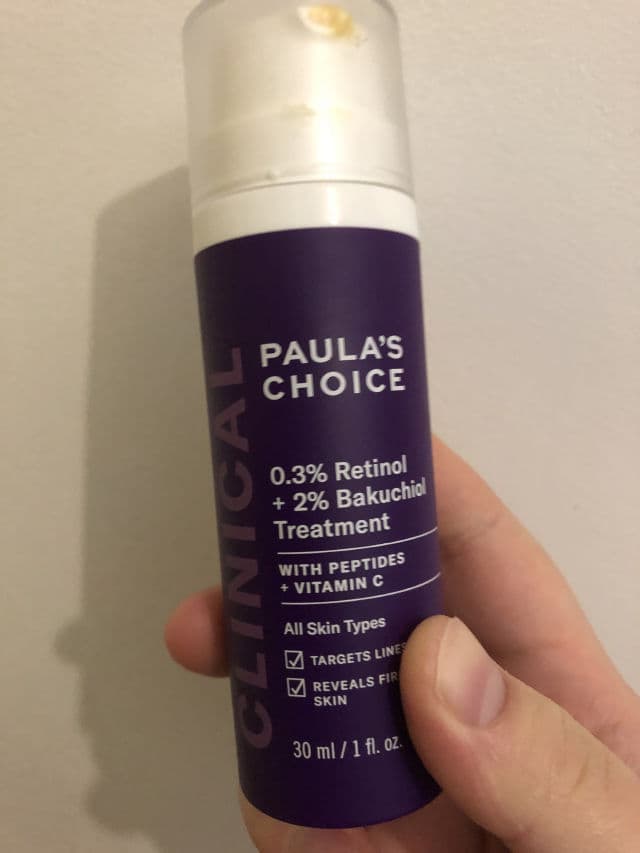 CLINICAL
PAULA'S
CHOICE
0.3% Retinol
+ 2% Bakuchiol
Treatment
WITH PEPTIDES
+ VITAMIN C
All Skin Types
TARGETS LINES
REVEALS
SKIN
30 ml / 1 fl. oz.